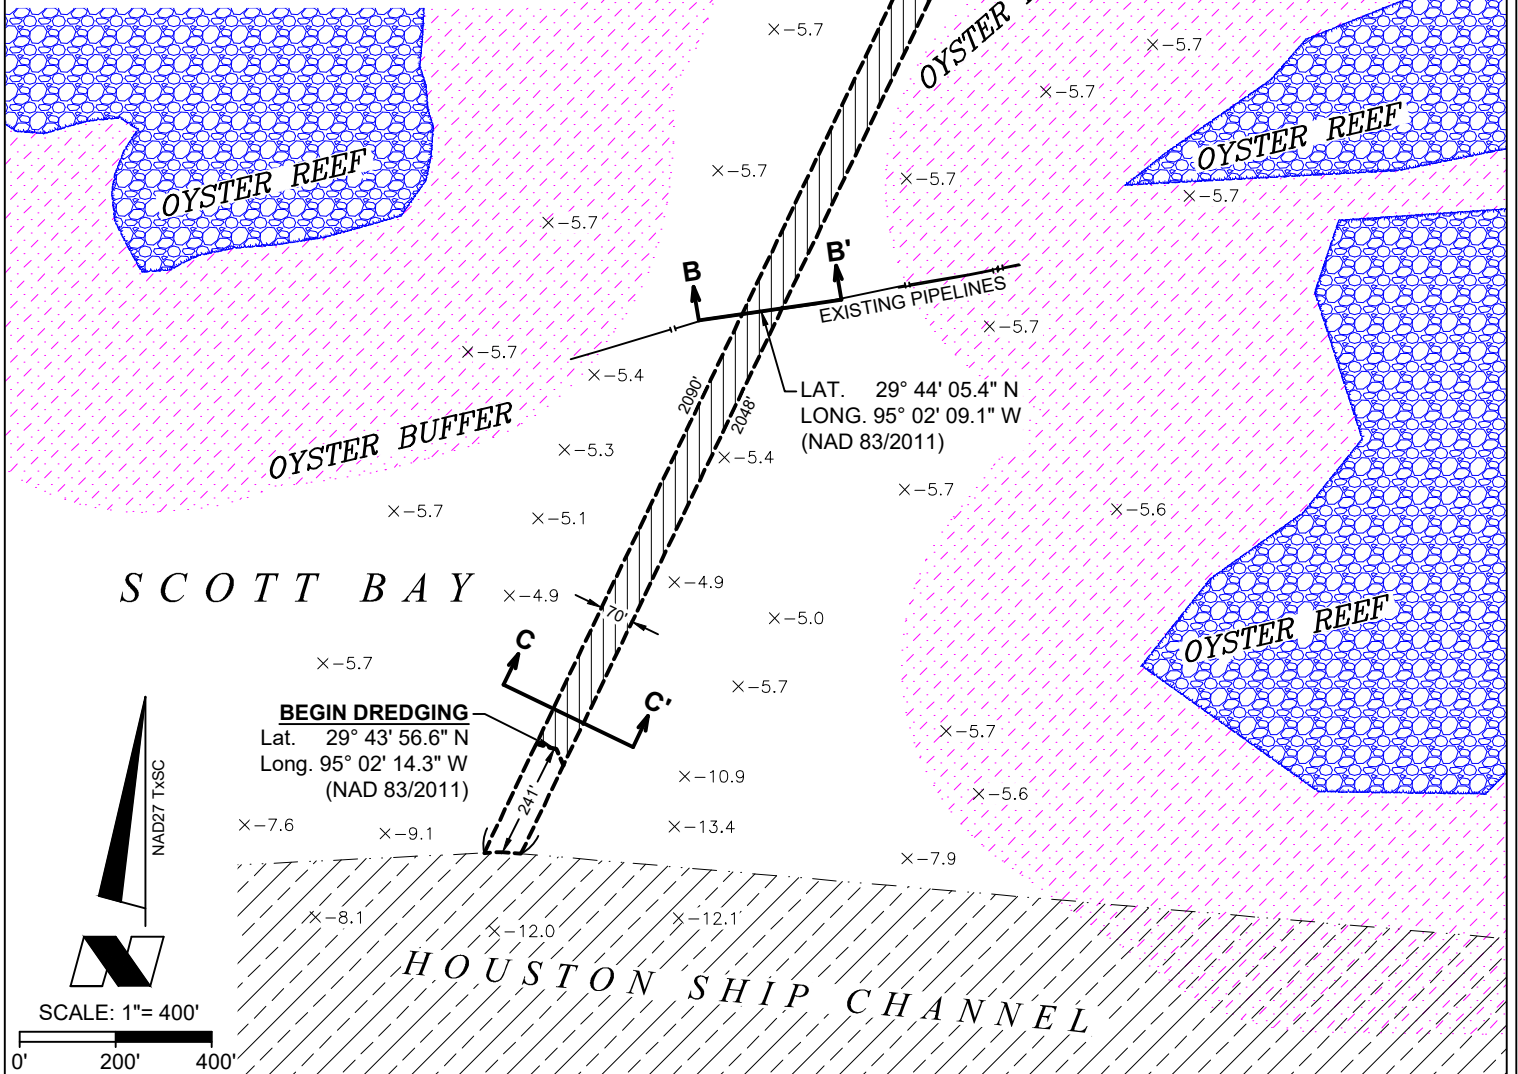 ×-5.7
OYSTER
×-5.7
×-5.7
OYSTER REEF
OYSTER REEF
×-5.7
×-5.7
×-5.7
×-5.7
B
B'
EXISTING PIPELINES
×-5.7
×-5.7
×-5.4
2090'
2048'
LAT. 29° 44' 05.4" N
LONG. 95° 02' 09.1" W
(NAD 83/2011)
OYSTER BUFFER
×-5.3
×-5.4
×-5.7
×-5.7
×-5.1
×-5.6
SCOTT BAY
×-4.9
×-4.9
70'
×-5.0
OYSTER REEF
C
×-5.7
×-5.7
C'
BEGIN DREDGING
Lat. 29° 43' 56.6" N
Long. 95° 02' 14.3" W
(NAD 83/2011)
×-5.7
×-10.9
241'
×-5.6
NAD27 TxSC
×-7.6
×-9.1
×-13.4
×-7.9
×-8.1
×-12.0
×-12.1
HOUSTON SHIP CHANNEL
N
SCALE: 1"= 400'
0' 200' 400'